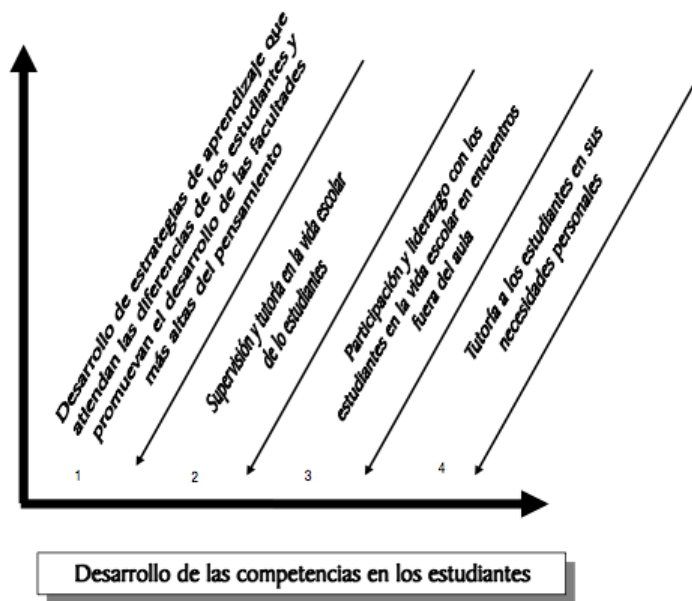 Desarrollo de estrategias de aprendizaje que
atiendan las diferencias de los estudiantes y
promuevan el desarrollo de las facultades
más altas del pensamiento
Supervisión y tutoría en la vida escolar
de lo estudiantes
Participación y liderazgo con los
estudiantes en la vida escolar en encuentros
fuera del aula
Tutoría a los estudiantes en sus
necesidades personales
1
2
3
4
Desarrollo de las competencias en los estudiantes